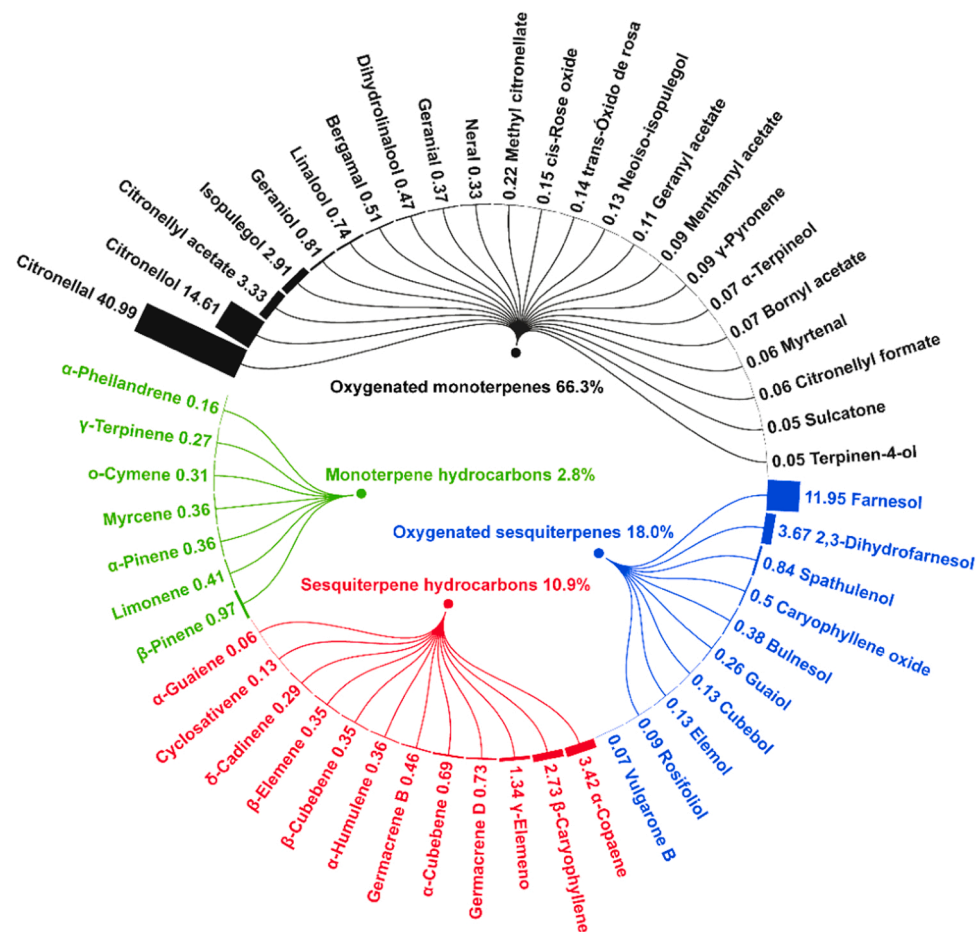 Citronellal 40.99
Citronellol 14.61
Citronellyl acetate 3.33
Isopulegol 2.91
Geraniol 0.81
Linalool 0.74
Bergamal 0.51
Dihydrolinalool 0.47
Geranial 0.37
Neral 0.33
0.22 Methyl citronellate
0.15 cis-Rose oxide
0.14 trans-Óxido de rosa
0.13 Neoiso-isopulegol
0.11 Geranyl acetate
0.09 Menthanyl acetate
0.09 γ-Pyronene
0.07 α-Terpineol
0.07 Bornyl acetate
0.06 Myrtenal
0.06 Citronellyl formate
0.05 Sulcatone
0.05 Terpinen-4-ol
Oxygenated monoterpenes 66.3%
α-Phellandrene 0.16
γ-Terpinene 0.27
o-Cymene 0.31
Myrcene 0.36
α-Pinene 0.36
Limonene 0.41
β-Pinene 0.97
Monoterpene hydrocarbons 2.8%
Oxygenated sesquiterpenes 18.0%
11.95 Farnesol
3.67 2,3-Dihydrofarnesol
0.84 Spathulenol
0.5 Caryophyllene oxide
0.38 Bulnesol
0.26 Guaiol
0.13 Cubebol
0.13 Elemol
0.09 Rosifoliol
0.07 Vulgarone B
Sesquiterpene hydrocarbons 10.9%
α-Guaiene 0.06
Cyclosativene 0.13
δ-Cadinene 0.29
β-Elemene 0.35
β-Cubebene 0.35
α-Humulene 0.36
Germacrene B 0.46
α-Cubebene 0.69
Germacrene D 0.73
1.34 γ-Elemeno
2.73 β-Caryophyllene
3.42 α-Copaene